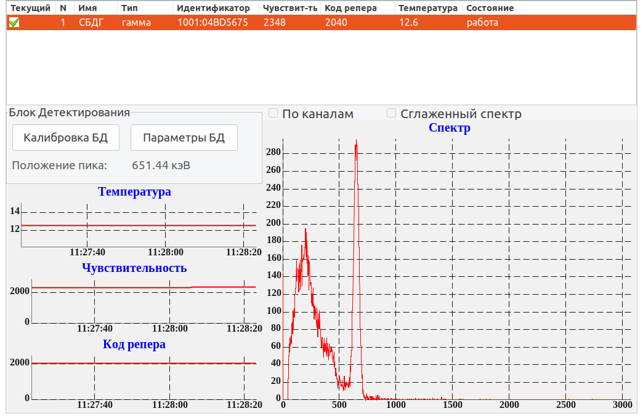 Текущий N Имя Тип Идентификатор Чувствит-ть Код репера Температура Состояние
1 СБДГ гамма 1001:04BD5675 2348 2040 12.6 работа
Блок Детектирования
Калибровка БД Параметры БД
Положение пика: 651.44 кэВ
Температура
14
12
11:27:40 11:28:00 11:28:20
Чувствительность
2000
0
11:27:40 11:28:00 11:28:20
Код репера
2000
0
11:27:40 11:28:00 11:28:20
По каналам Сглаженный спектр
Спектр
280
260
240
220
200
180
160
140
120
100
80
60
40
20
0
0 500 1000 1500 2000 2500 3000